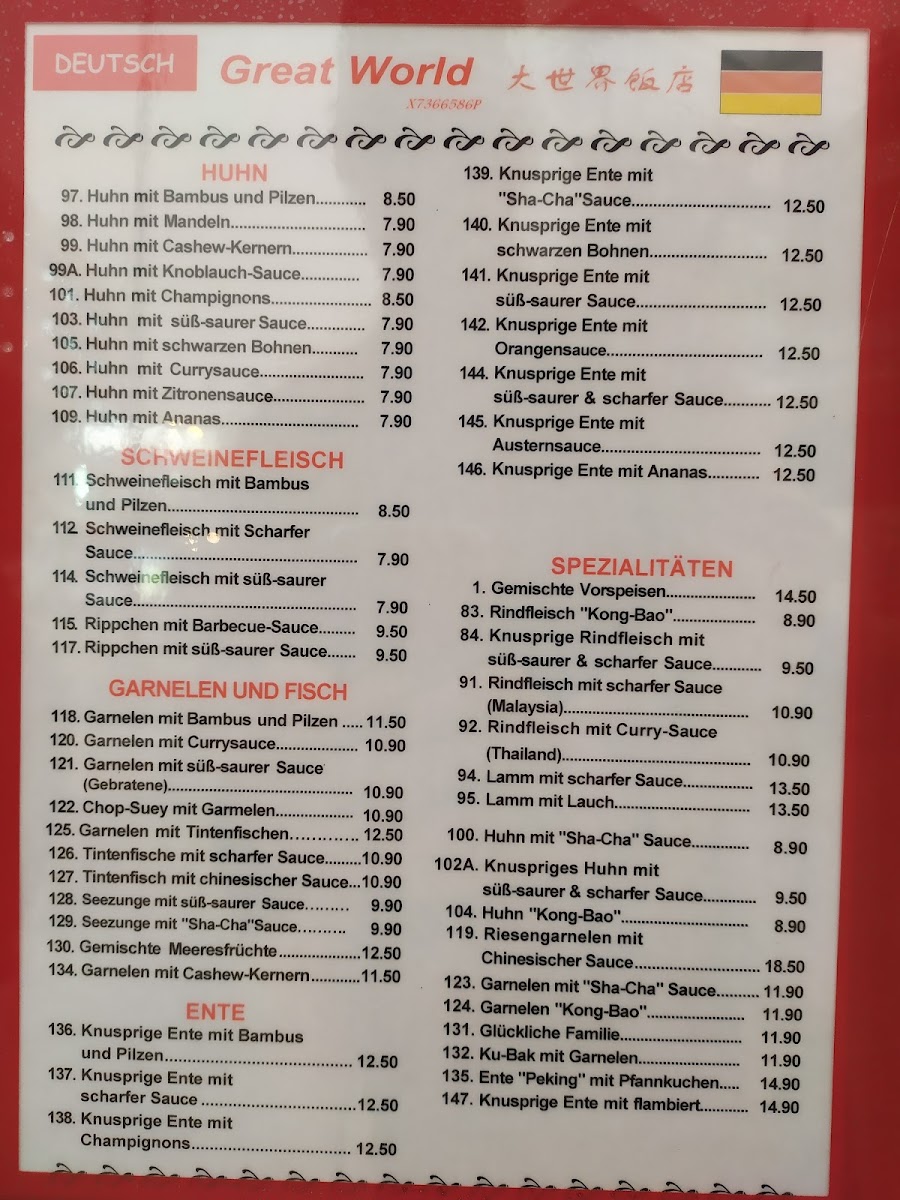 DEUTSCH
Great World 大世界飯店
X7366586P
HUHN
97. Huhn mit Bambus und Pilzen........... 8.50
98. Huhn mit Mandeln.............................. 7.90
99. Huhn mit Cashew-Kernern................ 7.90
99A. Huhn mit Knoblauch-Sauce............. 7.90
101. Huhn mit Champignons...................... 8.50
103. Huhn mit süß-saurer Sauce............. 7.90
105. Huhn mit schwarzen Bohnen.......... 7.90
106. Huhn mit Currysauce....................... 7.90
107. Huhn mit Zitronensauce.................... 7.90
109. Huhn mit Ananas................................ 7.90
SCHWEINEFLEISCH
111. Schweinefleisch mit Bambus
und Pilzen.......................................... 8.50
112. Schweinefleisch mit Scharfer
Sauce.................................................. 7.90
114. Schweinefleisch mit süß-saurer
Sauce.................................................. 7.90
115. Rippchen mit Barbecue-Sauce........ 9.50
117. Rippchen mit süß-saurer Sauce....... 9.50
GARNELEN UND FISCH
118. Garnelen mit Bambus und Pilzen ..... 11.50
120. Garnelen mit Currysauce.................. 10.90
121. Garnelen mit süß-saurer Sauce
(Gebratene)......................................... 10.90
122. Chop-Suey mit Garmelen.................. 10.90
125. Garnelen mit Tintenfischen............ 12.50
126. Tintenfische mit scharfer Sauce.........10.90
127. Tintenfisch mit chinesischer Sauce...10.90
128. Seezunge mit süß-saurer Sauce......... 9.90
129. Seezunge mit "Sha-Cha"Sauce......... 9.90
130. Gemischte Meeresfrüchte...................12.50
134. Garnelen mit Cashew-Kernern...........11.50
ENTE
136. Knusprige Ente mit Bambus
und Pilzen......................................... 12.50
137. Knusprige Ente mit
scharfer Sauce ...................................12.50
138. Knusprige Ente mit
Champignons................................... 12.50
139. Knusprige Ente mit
"Sha-Cha"Sauce............................... 12.50
140. Knusprige Ente mit
schwarzen Bohnen.......................... 12.50
141. Knusprige Ente mit
süß-saurer Sauce............................. 12.50
142. Knusprige Ente mit
Orangensauce................................... 12.50
144. Knusprige Ente mit
süß-saurer & scharfer Sauce........... 12.50
145. Knusprige Ente mit
Austernsauce................................... 12.50
146. Knusprige Ente mit Ananas............ 12.50
SPEZIALITÄTEN
1. Gemischte Vorspeisen.................... 14.50
83. Rindfleisch "Kong-Bao".................. 8.90
84. Knusprige Rindfleisch mit
süß-saurer & scharfer Sauce........... 9.50
91. Rindfleisch mit scharfer Sauce
(Malaysia)......................................... 10.90
92. Rindfleisch mit Curry-Sauce
(Thailand)......................................... 10.90
94. Lamm mit scharfer Sauce............... 13.50
95. Lamm mit Lauch.............................. 13.50
100. Huhn mit "Sha-Cha" Sauce............. 8.90
102A. Knuspriges Huhn mit
süß-saurer & scharfer Sauce........... 9.50
104. Huhn "Kong-Bao"............................ 8.90
119. Riesengarnelen mit
Chinesischer Sauce............................ 18.50
123. Garnelen mit "Sha-Cha" Sauce.......... 11.90
124. Garnelen "Kong-Bao"..................... 11.90
131. Glückliche Familie........................... 11.90
132. Ku-Bak mit Garnelen....................... 11.90
135. Ente "Peking" mit Pfannkuchen..... 14.90
147. Knusprige Ente mit flambiert........... 14.90